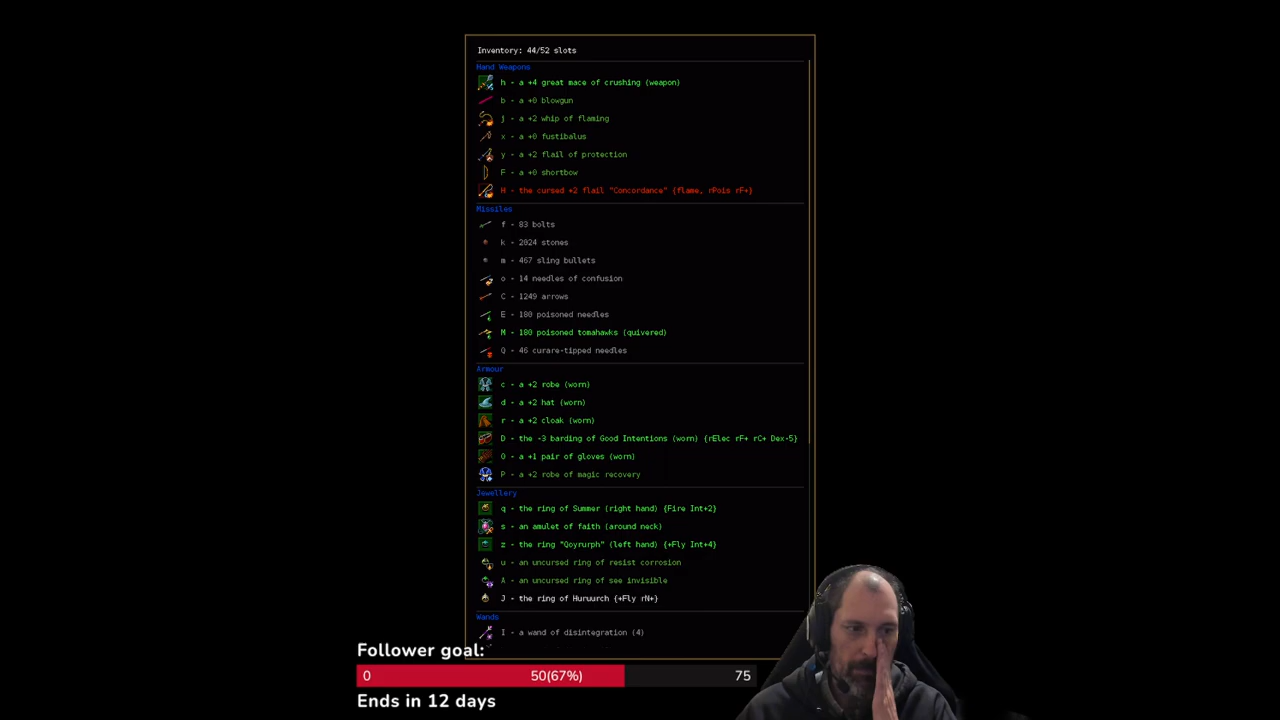 Inventory: 44/52 slots
Hand Weapons
h - a +4 great mace of crushing (weapon)
b - a +0 blowgun
j - a +2 whip of flaming
x - a +0 fustibalus
y - a +2 flail of protection
F - a +0 shortbow
H - the cursed +2 flail "Concordance" {flame, rPois rF+}
Missiles
f - 83 bolts
k - 2024 stones
m - 467 sling bullets
o - 14 needles of confusion
C - 1249 arrows
E - 180 poisoned needles
M - 180 poisoned tomahawks (quivered)
Q - 46 curare-tipped needles
Armour
c - a +2 robe (worn)
d - a +2 hat (worn)
r - a +2 cloak (worn)
D - the -3 barding of Good Intentions (worn) {rElec rF+ rC+ Dex-5}
O - a +1 pair of gloves (worn)
P - a +2 robe of magic recovery
Jewellery
q - the ring of Summer (right hand) {Fire Int+2}
s - an amulet of faith (around neck)
z - the ring "Qoyrurph" (left hand) {+Fly Int+4}
u - an uncursed ring of resist corrosion
A - an uncursed ring of see invisible
J - the ring of Huruurch {+Fly rN+}
Wands
I - a wand of disintegration (4)
Follower goal:
0 50(67%) 75
Ends in 12 days